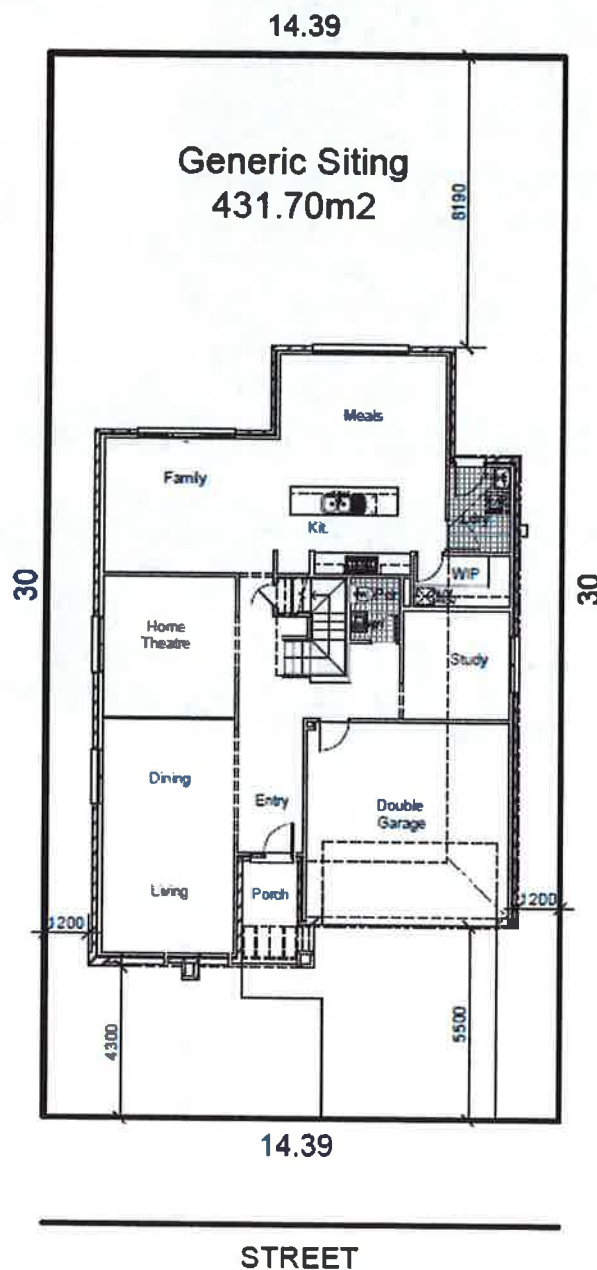 14.39
Generic Siting
431.70m2
8190
Meals
Family
Kit.
WIP
30
30
Home
Theatre
Study
Dining
Entry
Double
Garage
Living
Porch
1200
1200
4300
5500
14.39
STREET